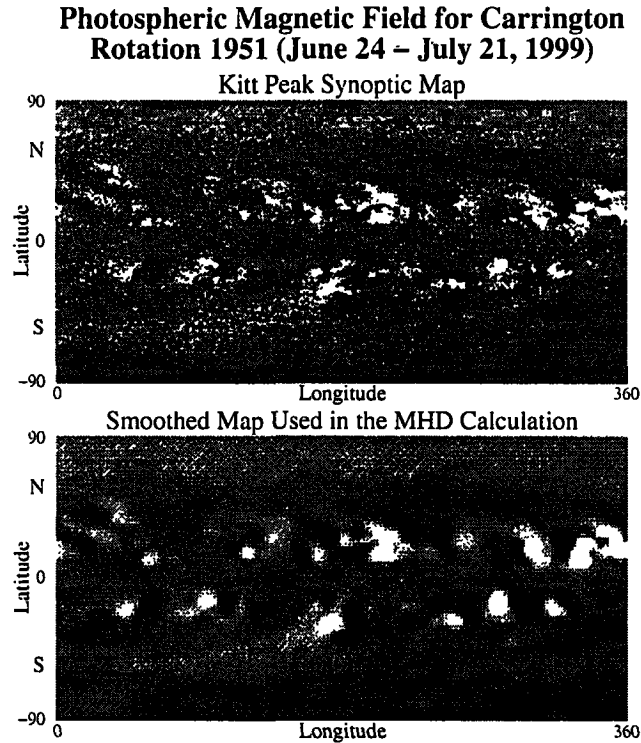 Photospheric Magnetic Field for Carrington
Rotation 1951 (June 24 – July 21, 1999)
Kitt Peak Synoptic Map
90
N
Latitude
0
S
-90
0
Longitude
360
Smoothed Map Used in the MHD Calculation
90
N
Latitude
0
S
-90
0
Longitude
360